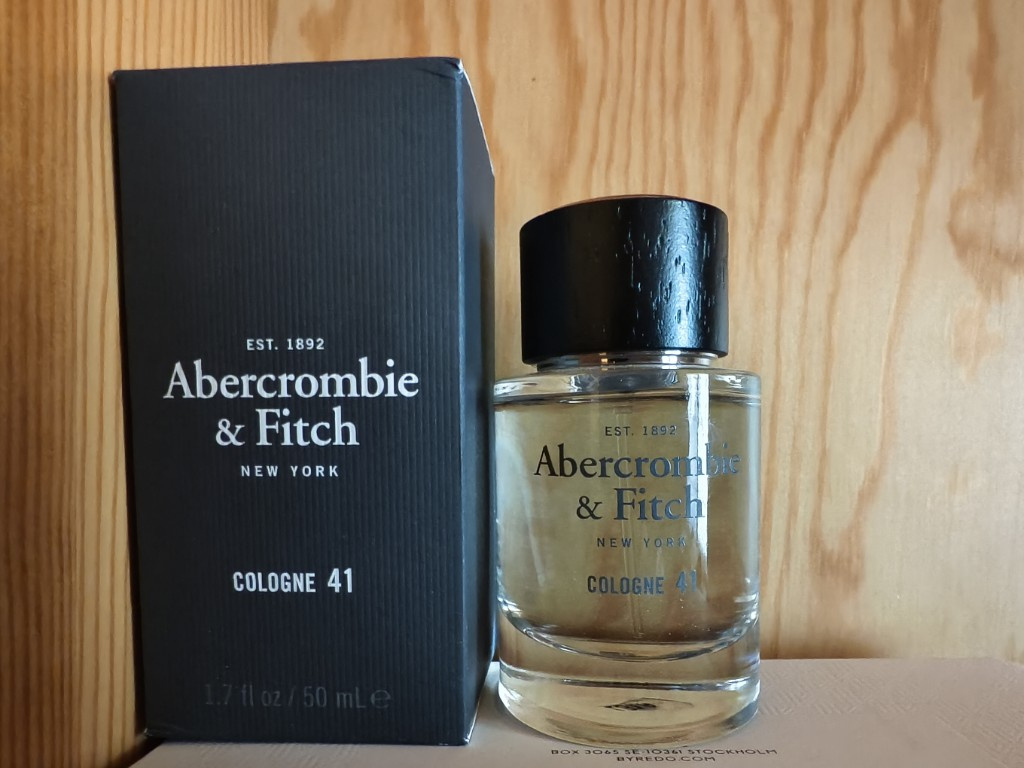 EST. 1892
Abercrombie
& Fitch
NEW YORK
COLOGNE 41
1.7 fl oz / 50 mL ℮
EST. 1892
Abercrombie
& Fitch
NEW YORK
COLOGNE 41
BOX 3065 SE-10361 STOCKHOLM
BYREDO.COM